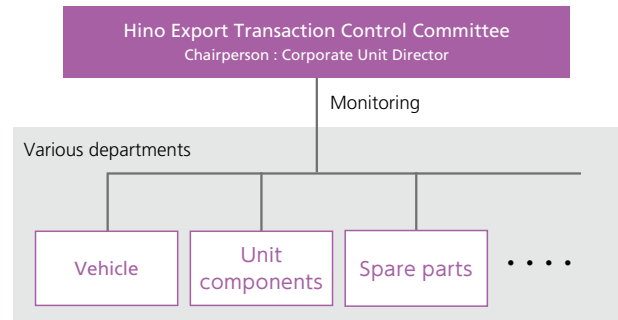 Hino Export Transaction Control Committee
Chairperson : Corporate Unit Director
Monitoring
Various departments
Vehicle
Unit
components
Spare parts
• • • •